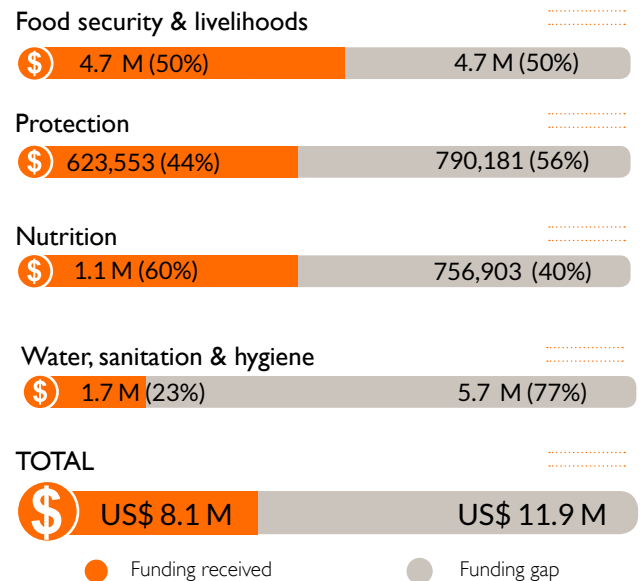 Food security & livelihoods
$ 4.7 M (50%) 4.7 M (50%)
Protection
$ 623,553 (44%) 790,181 (56%)
Nutrition
$ 1.1 M (60%) 756,903 (40%)
Water, sanitation & hygiene
$ 1.7 M (23%) 5.7 M (77%)
TOTAL
$ US$ 8.1 M US$ 11.9 M
Funding received Funding gap